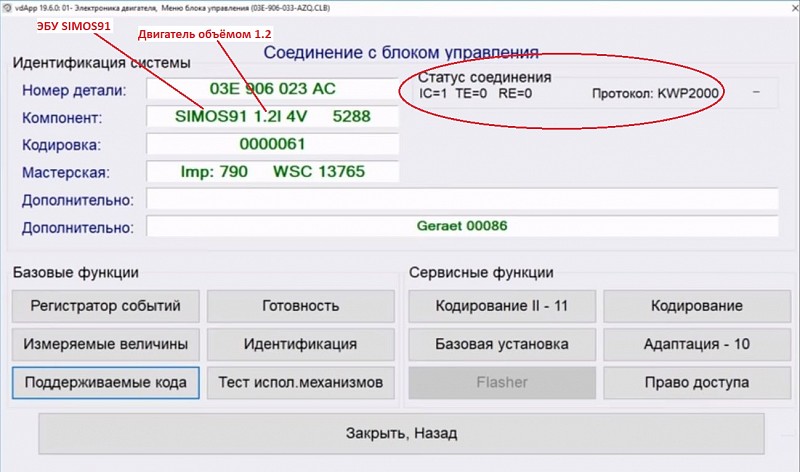 vdApp 19.6.0: 01- Электроника двигателя, Меню блока управления (03E-906-033-AZQ.CLB)
ЭБУ SIMOS91
Двигатель объёмом 1.2
Соединение с блоком управления
Идентификация системы
Статус соединения
Номер детали: 03E 906 023 AC
IC=1 TE=0 RE=0 Протокол: KWP2000 –
Компонент: SIMOS91 1.2l 4V 5288
Кодировка: 0000061
Мастерская: Imp: 790 WSC 13765
Дополнительно:
Дополнительно: Geraet 00086
Базовые функции
Сервисные функции
Регистратор событий Готовность Кодирование II - 11 Кодирование
Измеряемые величины Идентификация Базовая установка Адаптация - 10
Поддерживаемые кода Тест испол.механизмов Flasher Право доступа
Закрыть, Назад